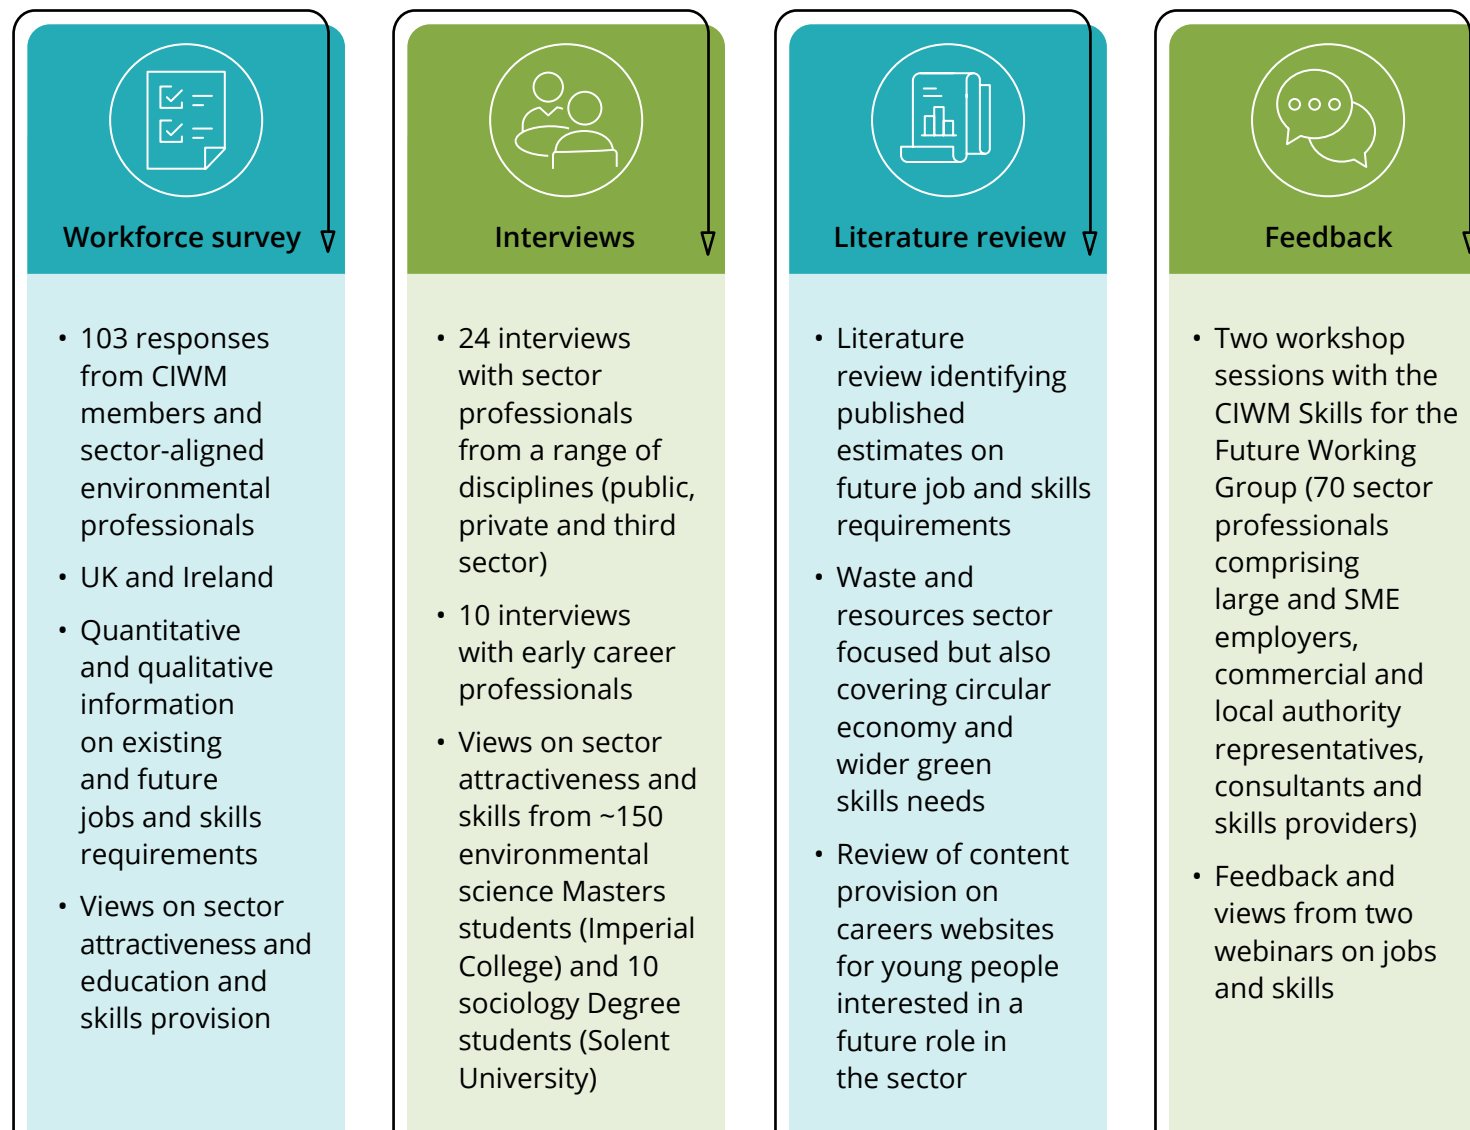 Workforce survey
• 103 responses
from CIWM
members and
sector-aligned
environmental
professionals
• UK and Ireland
• Quantitative
and qualitative
information
on existing
and future
jobs and skills
requirements
• Views on sector
attractiveness and
education and
skills provision
Interviews
• 24 interviews
with sector
professionals
from a range of
disciplines (public,
private and third
sector)
• 10 interviews
with early career
professionals
• Views on sector
attractiveness and
skills from ~150
environmental
science Masters
students (Imperial
College) and 10
sociology Degree
students (Solent
University)
Literature review
• Literature
review identifying
published
estimates on
future job and skills
requirements
• Waste and
resources sector
focused but also
covering circular
economy and
wider green
skills needs
• Review of content
provision on
careers websites
for young people
interested in a
future role in
the sector
Feedback
• Two workshop
sessions with the
CIWM Skills for the
Future Working
Group (70 sector
professionals
comprising
large and SME
employers,
commercial and
local authority
representatives,
consultants and
skills providers)
• Feedback and
views from two
webinars on jobs
and skills